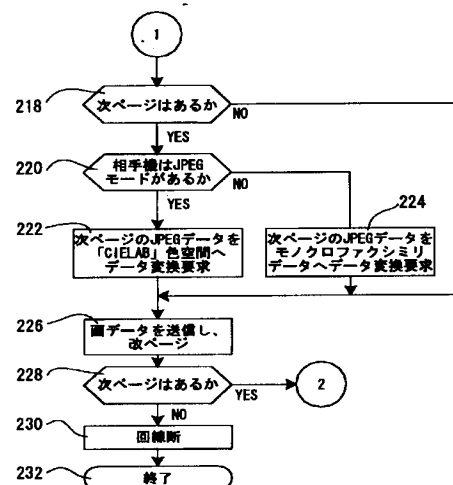 1
218
次ページはあるか
NO
YES
220
相手機はJPEG
モードがあるか
NO
YES
222
次ページのJPEGデータを
「CIELAB」色空間へ
データ変換要求
224
次ページのJPEGデータを
モノクロファクシミリ
データへデータ変換要求
226
画データを送信し、
改ページ
228
次ページはあるか
YES
2
NO
230
回線断
232
終了